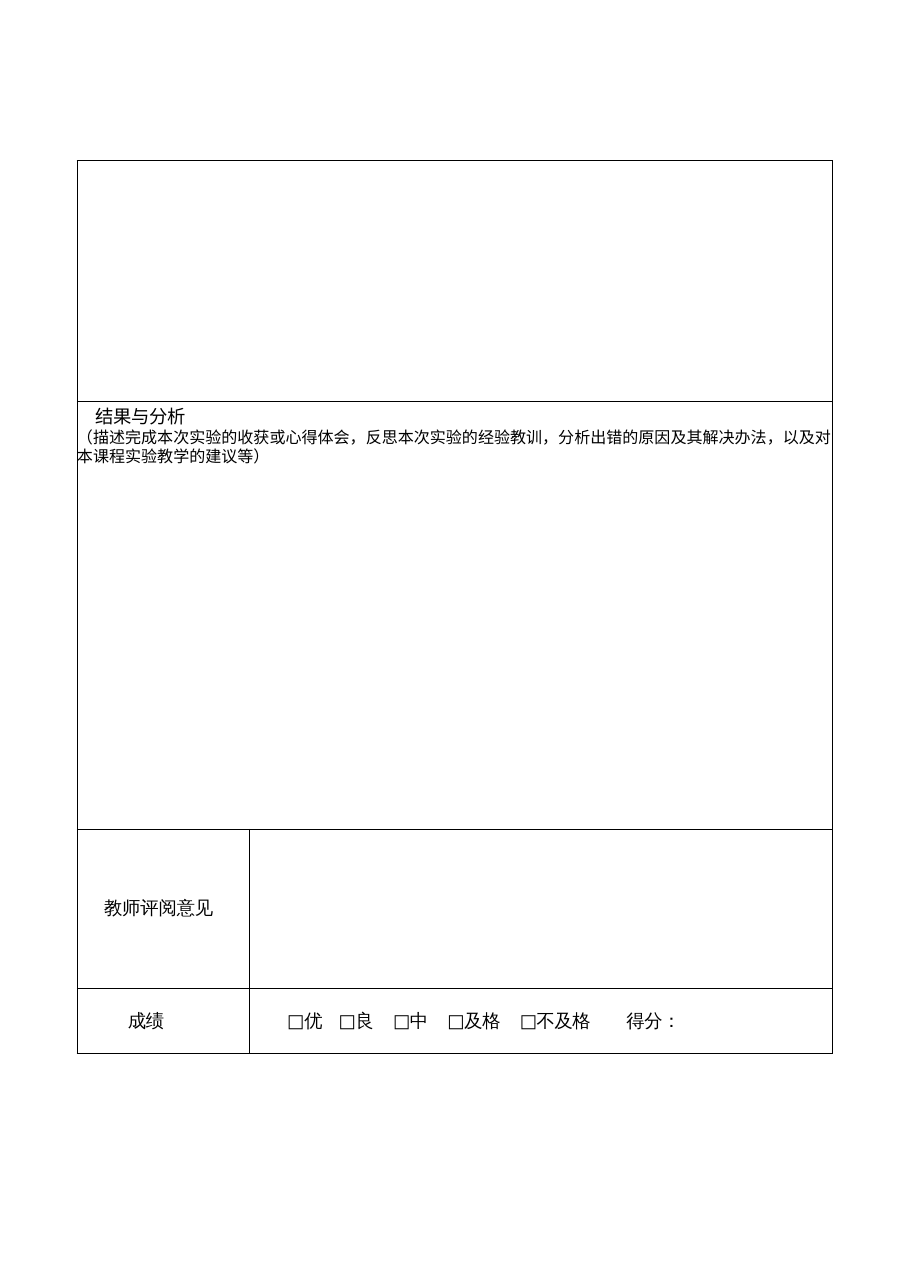 结果与分析
（描述完成本次实验的收获或心得体会，反思本次实验的经验教训，分析出错的原因及其解决办法，以及对
本课程实验教学的建议等）
教师评阅意见
成绩
□优 □良 □中 □及格 □不及格 得分：